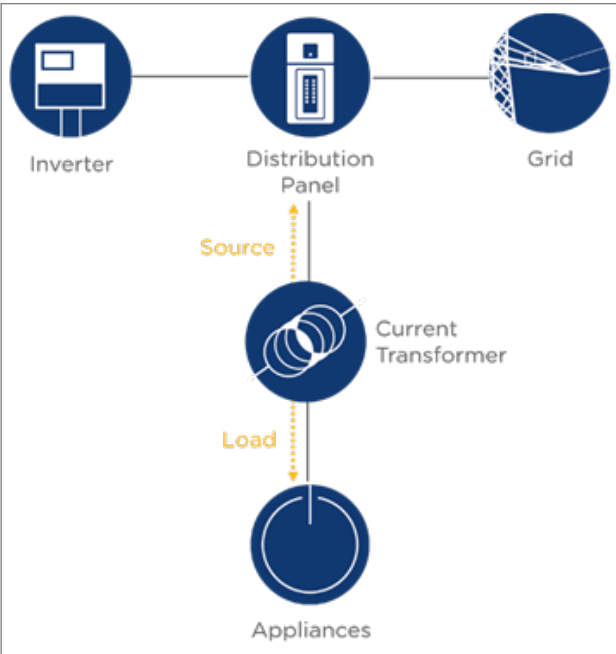 Inverter
Distribution
Panel
Grid
Source
Current
Transformer
Load
Appliances